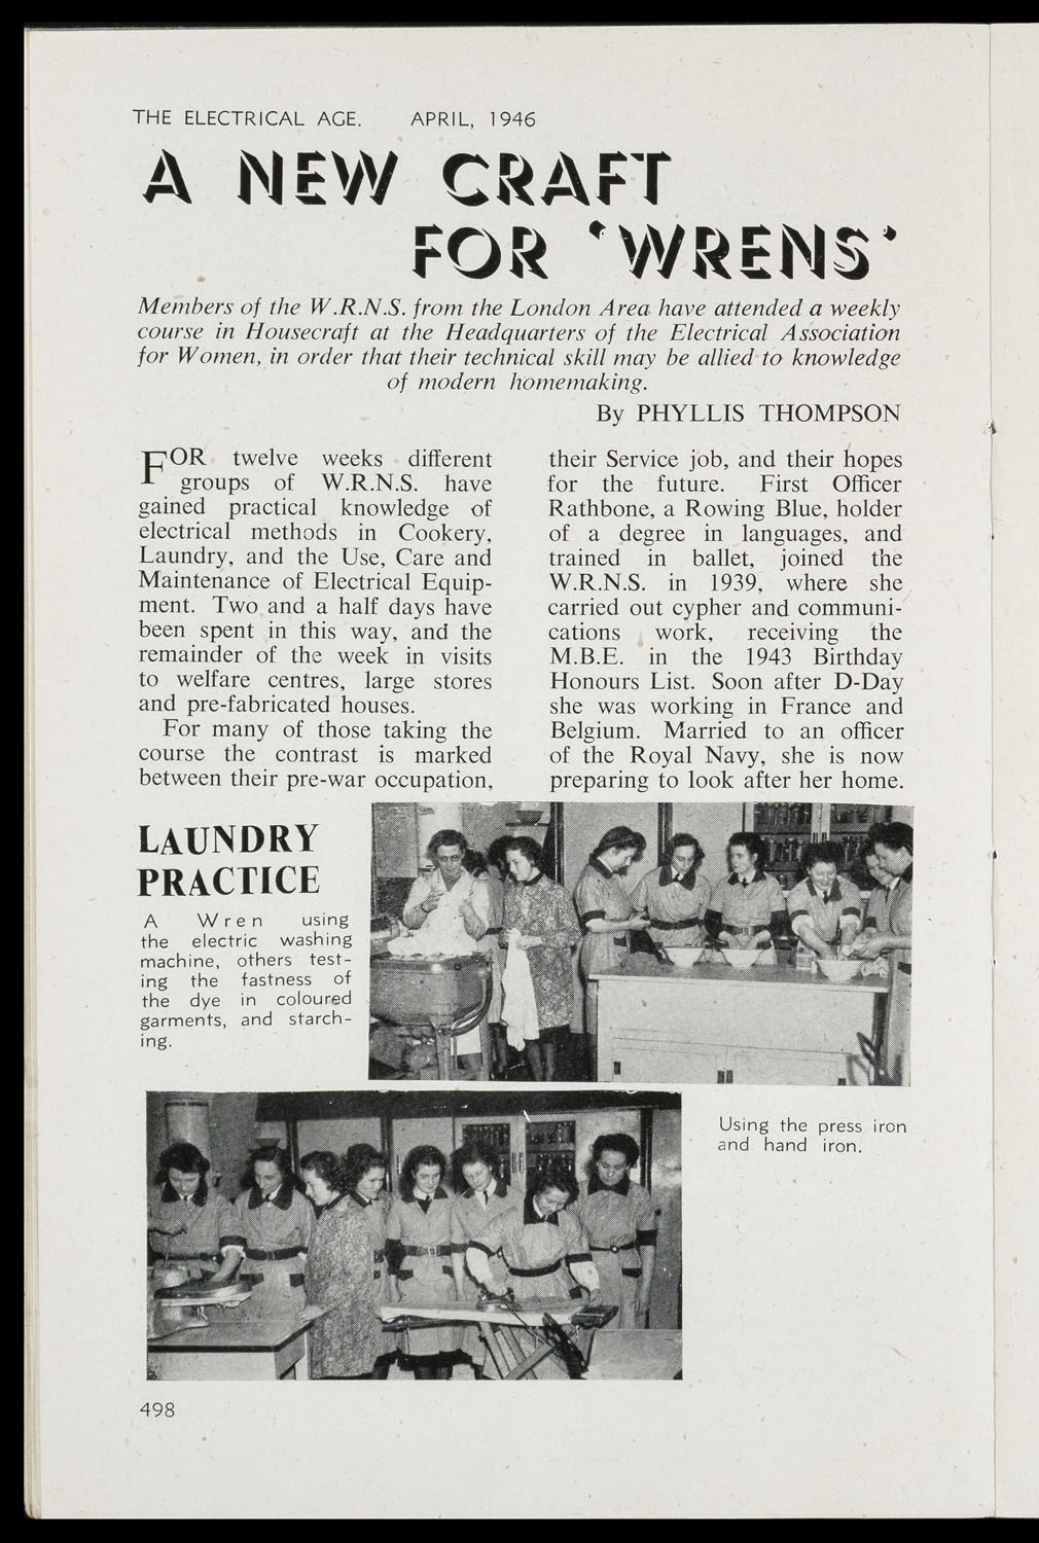 THE ELECTRICAL AGE. APRIL, 1946
A NEW CRAFT
FOR 'WRENS'
Members of the W.R.N.S. from the London Area have attended a weekly
course in Housecraft at the Headquarters of the Electrical Association
for Women, in order that their technical skill may be allied to knowledge
of modern homemaking.
By PHYLLIS THOMPSON
FOR twelve weeks different
groups of W.R.N.S. have
gained practical knowledge of
electrical methods in Cookery,
Laundry, and the Use, Care and
Maintenance of Electrical Equip-
ment. Two and a half days have
been spent in this way, and the
remainder of the week in visits
to welfare centres, large stores
and pre-fabricated houses.
For many of those taking the
course the contrast is marked
between their pre-war occupation,
their Service job, and their hopes
for the future. First Officer
Rathbone, a Rowing Blue, holder
of a degree in languages, and
trained in ballet, joined the
W.R.N.S. in 1939, where she
carried out cypher and communi-
cations work, receiving the
M.B.E. in the 1943 Birthday
Honours List. Soon after D-Day
she was working in France and
Belgium. Married to an officer
of the Royal Navy, she is now
preparing to look after her home.
LAUNDRY
PRACTICE
A Wren using
the electric washing
machine, others test-
ing the fastness of
the dye in coloured
garments, and starch-
ing.
Using the press iron
and hand iron.
498